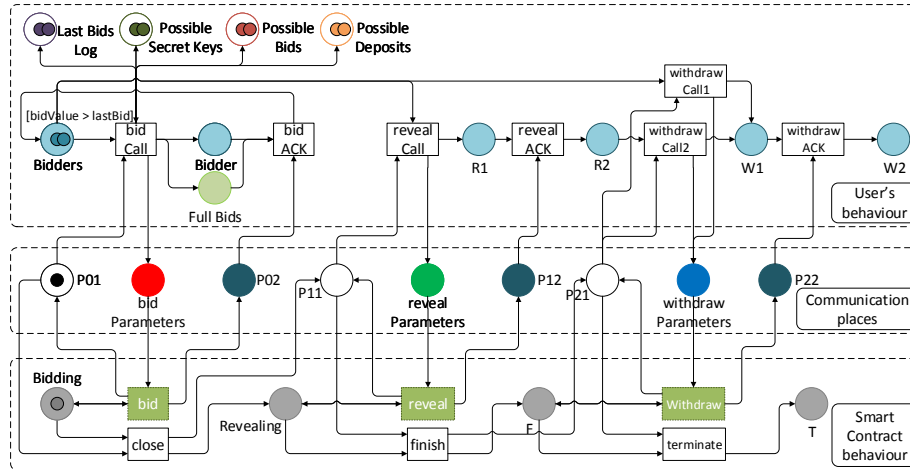 Last Bids
Log
Possible
Secret Keys
Possible
Bids
Possible
Deposits
withdraw
Call1
[bidValue > lastBid]
Bidders
bid
Call
Bidder
bid
ACK
Full Bids
reveal
Call
R1
reveal
ACK
R2
withdraw
Call2
W1
withdraw
ACK
W2
User's
behaviour
P01
bid
Parameters
P02
P11
reveal
Parameters
P12
P21
withdraw
Parameters
P22
Communication
places
Bidding
bid
close
Revealing
reveal
finish
F
Withdraw
terminate
T
Smart
Contract
behaviour